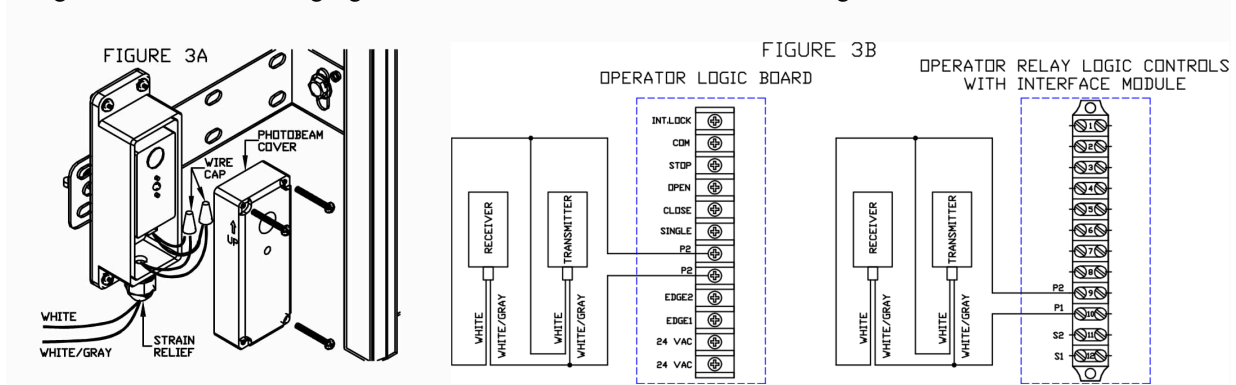 FIGURE 3A
PHOTOBEAM
COVER
WIRE
CAP
UP
WHITE
WHITE/GRAY
STRAIN
RELIEF
FIGURE 3B
OPERATOR LOGIC BOARD
INT.LOCK
COM
STOP
OPEN
CLOSE
SINGLE
P2
P2
EDGE2
EDGE1
24 VAC
24 VAC
RECEIVER
TRANSMITTER
WHITE
WHITE/GRAY
WHITE
WHITE/GRAY
OPERATOR RELAY LOGIC CONTROLS
WITH INTERFACE MODULE
1
2
3
4
5
6
7
8
P2 9
P1 10
S2 11
S1 12
RECEIVER
TRANSMITTER
WHITE
WHITE/GRAY
WHITE
WHITE/GRAY